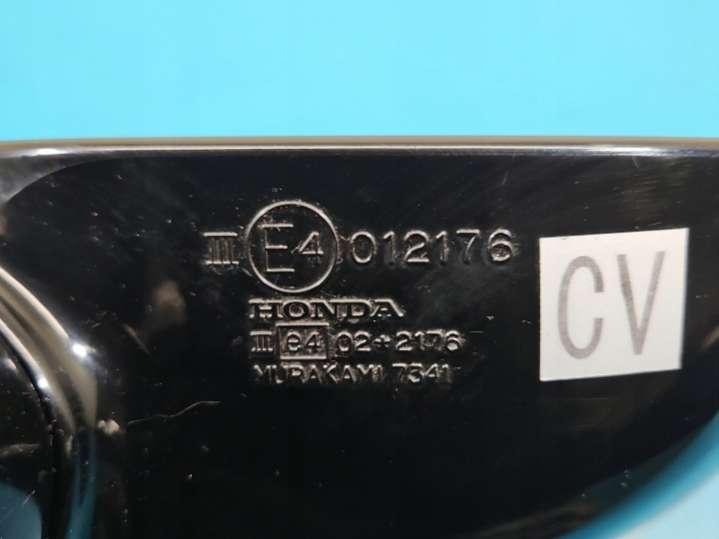 III E4 012176
HONDA
III e4 02*2176
MURAKAMI 7341
CV